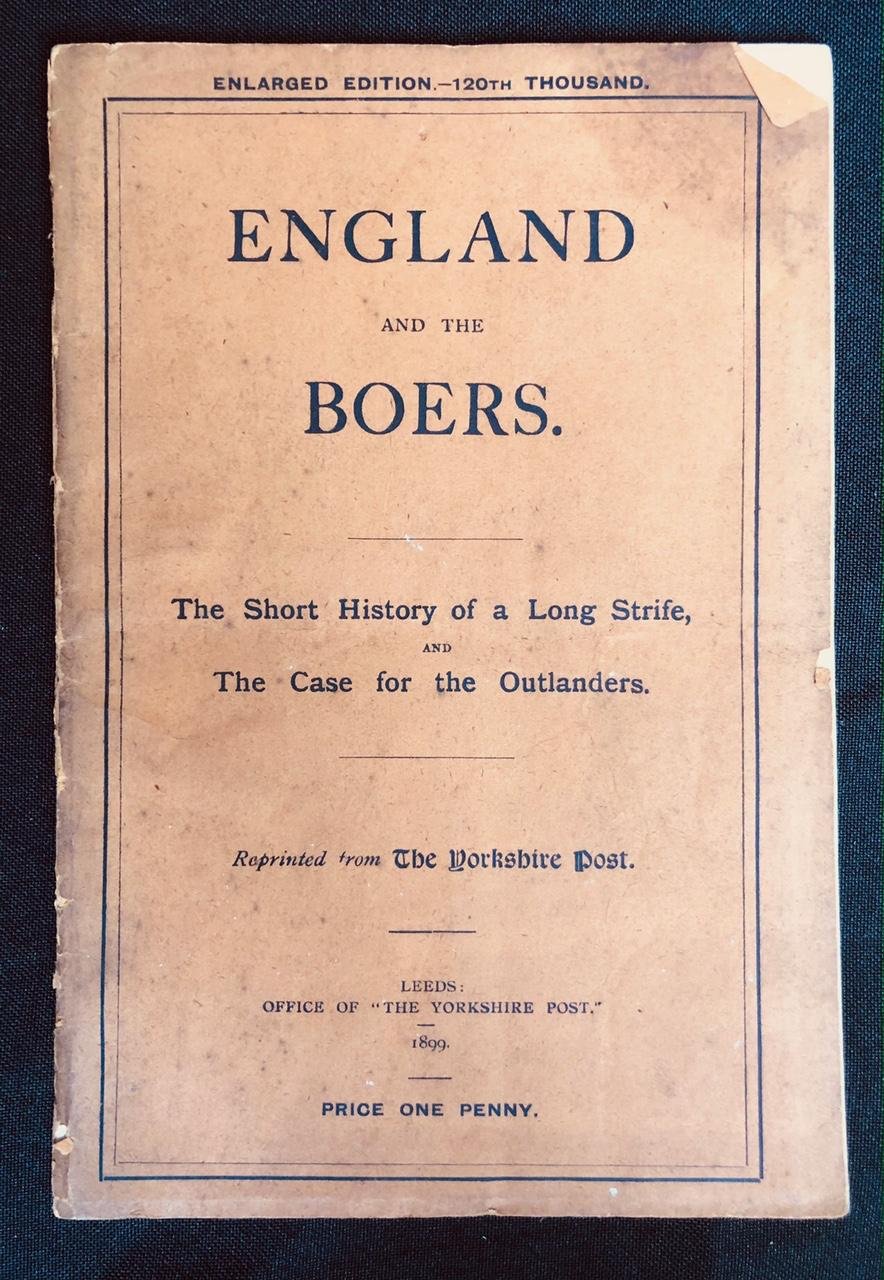 ENLARGED EDITION.—120TH THOUSAND.
ENGLAND
AND THE
BOERS.
The Short History of a Long Strife,
AND
The Case for the Outlanders.
Reprinted from The Yorkshire Post.
LEEDS:
OFFICE OF "THE YORKSHIRE POST."
1899.
PRICE ONE PENNY.